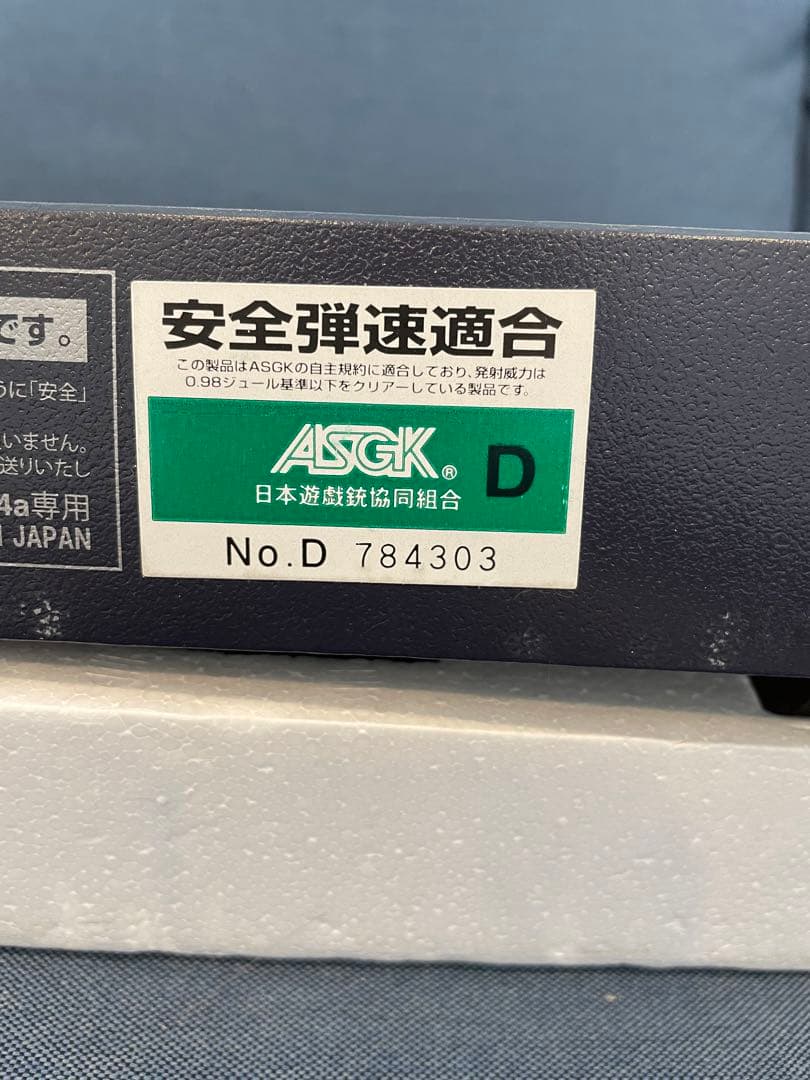 です。
うに「安全」
いません。
送りいたし
4a専用
JAPAN
安全弾速適合
この製品はASGKの自主規約に適合しており、発射威力は
0.98ジュール基準以下をクリアーしている製品です。
ASGK® D
日本遊戯銃協同組合
No.D 784303